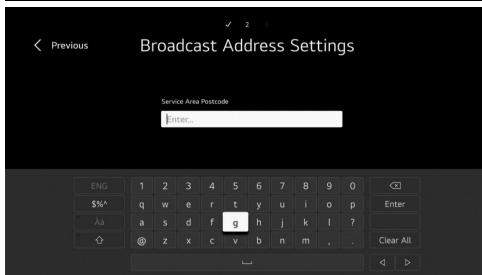 2
Previous
Broadcast Address Settings
Service Area Postcode
Enter...
ENG 1 2 3 4 5 6 7 8 9 0
$%^ q w e r t y u i o p Enter
Àá a s d f g h j k l ?
@ z x c v b n m , . Clear All